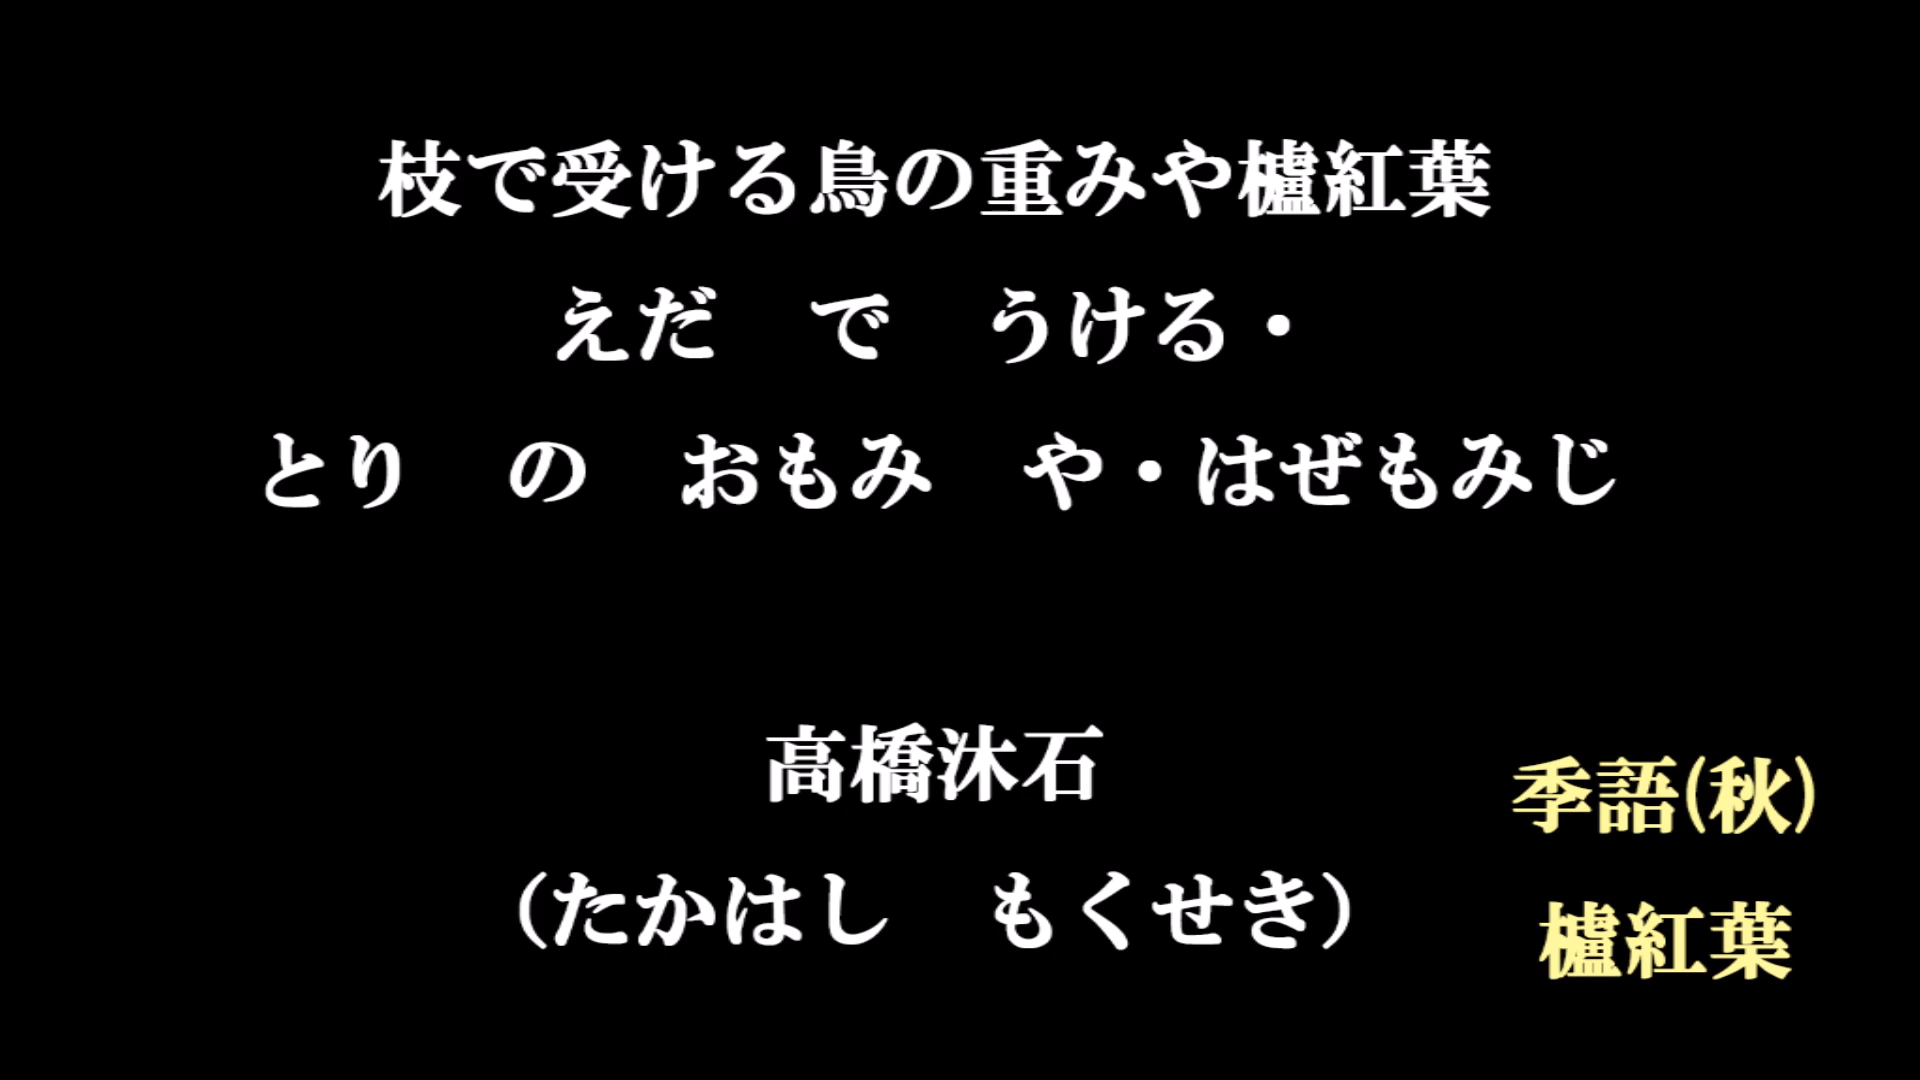 枝で受ける鳥の重みや櫨紅葉
えだ　で　うける・
とり　の　おもみ　や・はぜもみじ
高橋沐石
（たかはし　もくせき）
季語(秋)
櫨紅葉